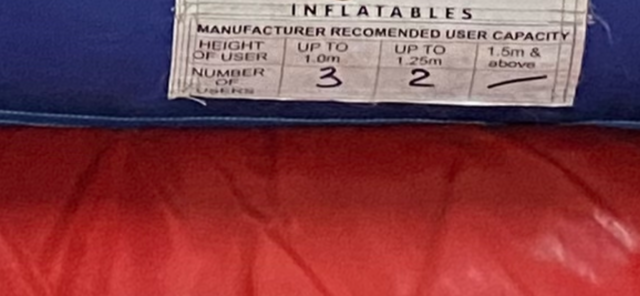 INFLATABLES
MANUFACTURER RECOMENDED USER CAPACITY
HEIGHT OF USER UP TO 1.0m UP TO 1.25m 1.5m & above
NUMBER OF USERS 3 2 —